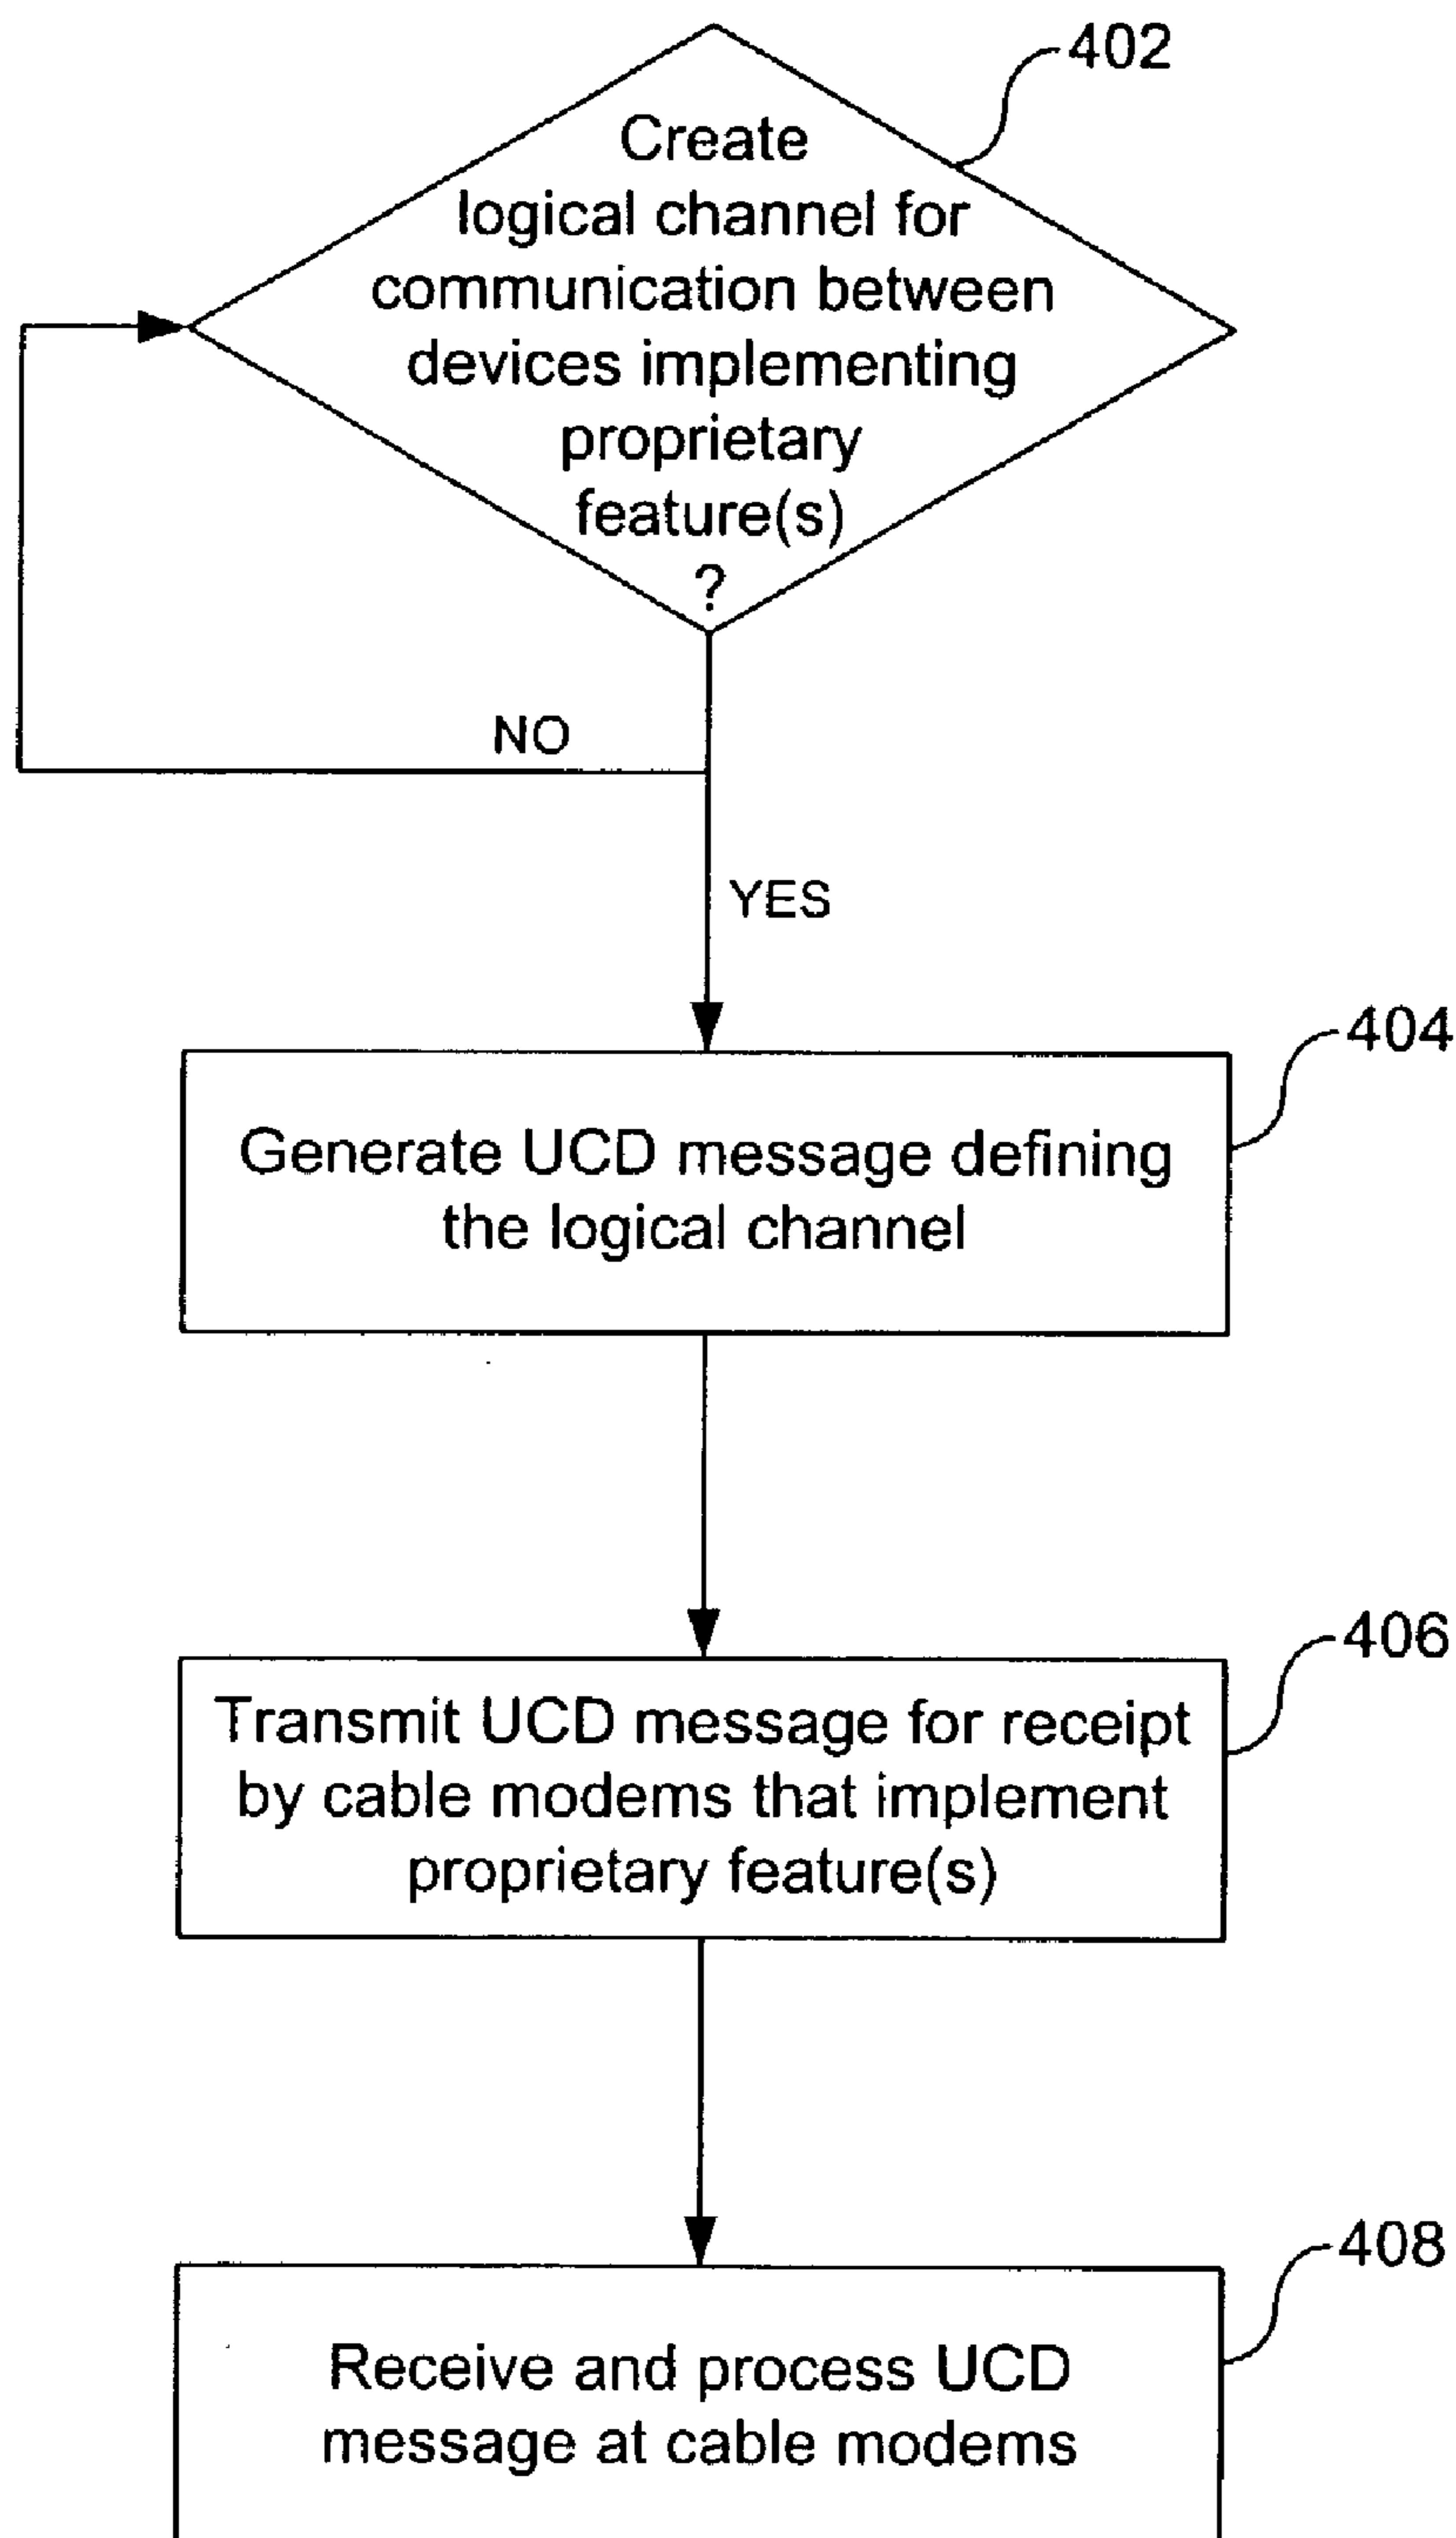 402
Create
logical channel for
communication between
devices implementing
proprietary
feature(s)
?
NO
YES
404
Generate UCD message defining
the logical channel
406
Transmit UCD message for receipt
by cable modems that implement
proprietary feature(s)
408
Receive and process UCD
message at cable modems